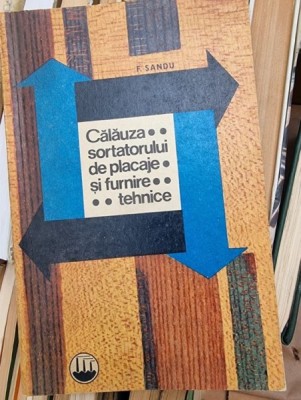 F. SANDU
Călăuza
sortatorului
de placaje
și furnire
tehnice